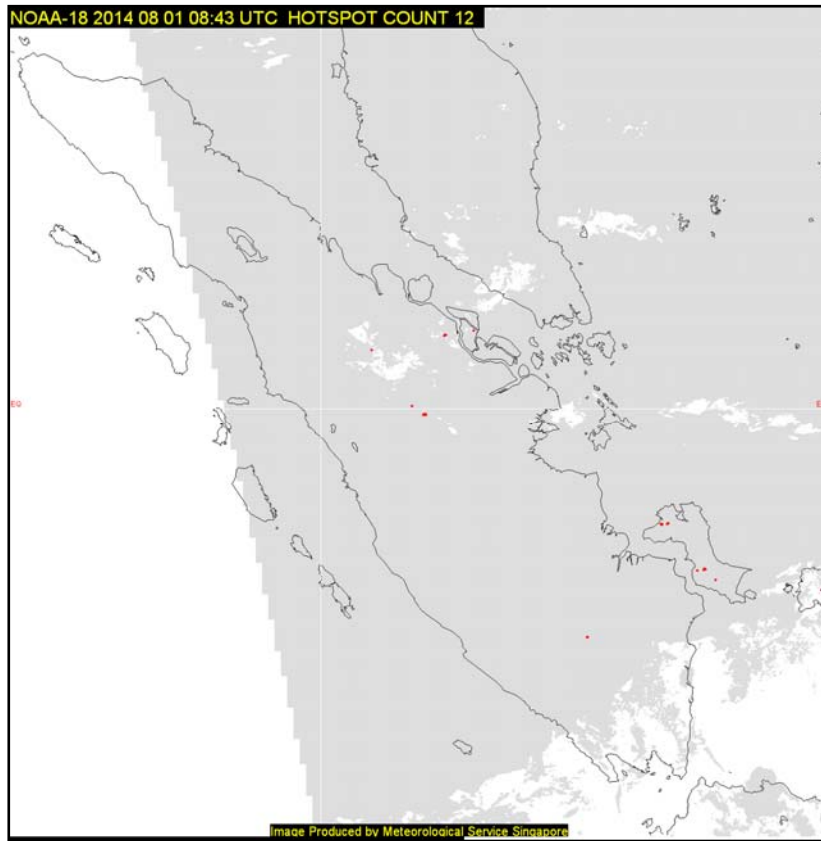 NOAA-18 2014 08 01 08:43 UTC HOTSPOT COUNT 12
EQ
E
Image Produced by Meteorological Service Singapore